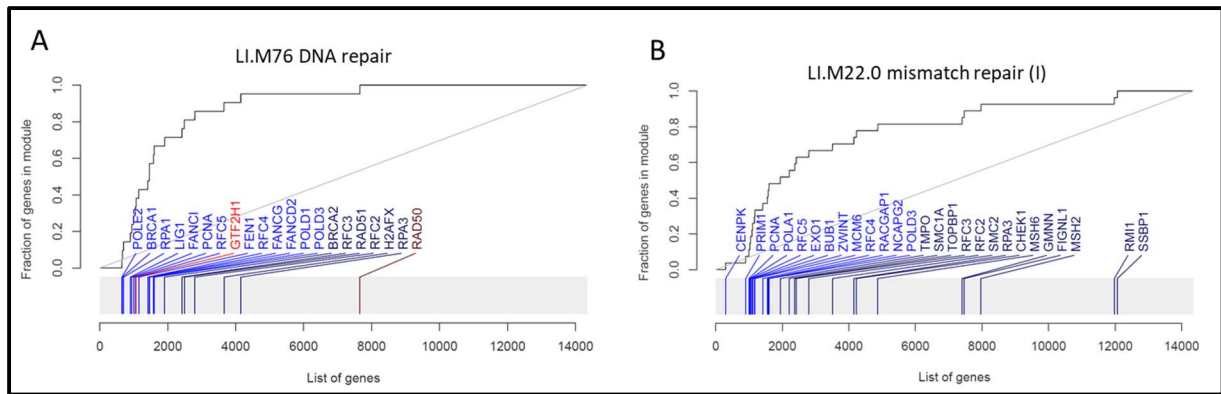 A
LI.M76 DNA repair
Fraction of genes in module
0.0 0.2 0.4 0.6 0.8 1.0
POLE2
BRCA1
RPA1
LIG1
FANCI
PCNA
RFC5
GTF2H1
FEN1
RFC4
FANCG
FANCD2
POLD1
POLD3
BRCA2
RFC3
RAD51
RFC2
H2AFX
RPA3
RAD50
0 2000 4000 6000 8000 10000 12000 14000
List of genes
B
LI.M22.0 mismatch repair (I)
Fraction of genes in module
0.0 0.2 0.4 0.6 0.8 1.0
CENPK
PRIM1
PCNA
POLA1
RFC5
EXO1
BUB1
ZWINT
MCM6
RFC4
RACGAP1
NCAPG2
POLD3
TMPO
SMC1A
TOPBP1
RFC3
RFC2
SMC2
RPA3
CHEK1
MSH6
GMNN
FIGNL1
MSH2
RMI1
SSBP1
0 2000 4000 6000 8000 10000 12000 14000
List of genes